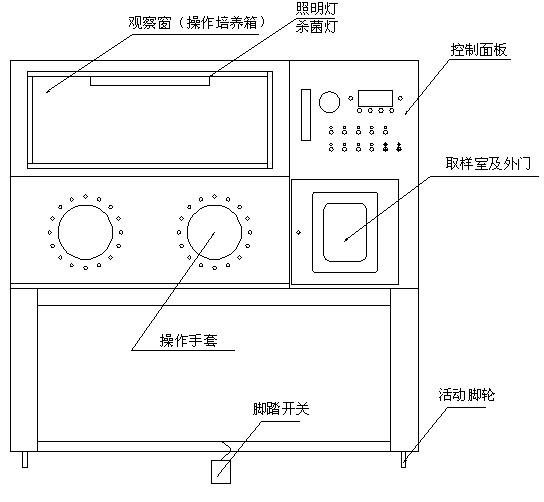 照明灯
观察窗（操作培养箱）
杀菌灯
控制面板
取样室及外门
操作手套
活动脚轮
脚踏开关